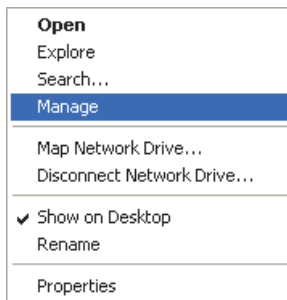 Open
Explore
Search...
Manage
Map Network Drive...
Disconnect Network Drive...
Show on Desktop
Rename
Properties